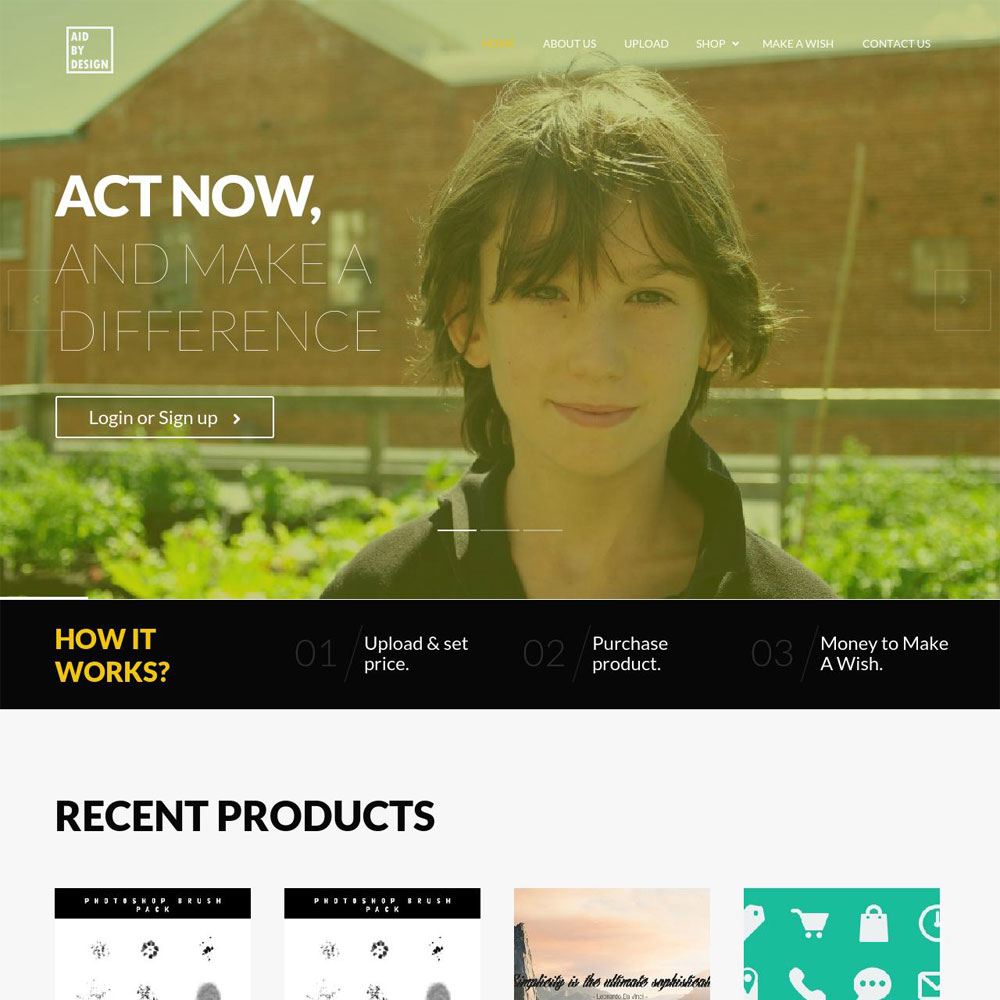 AID
BY
DESIGN
HOME
ABOUT US
UPLOAD
SHOP
MAKE A WISH
CONTACT US
ACT NOW,
AND MAKE A
DIFFERENCE
Login or Sign up
HOW IT
WORKS?
01
Upload & set
price.
02
Purchase
product.
03
Money to Make
A Wish.
RECENT PRODUCTS
PHOTOSHOP BRUSH
PACK
PHOTOSHOP BRUSH
PACK
Simplicity is the ultimate sophisticat
- Leonardo Da Vinci -